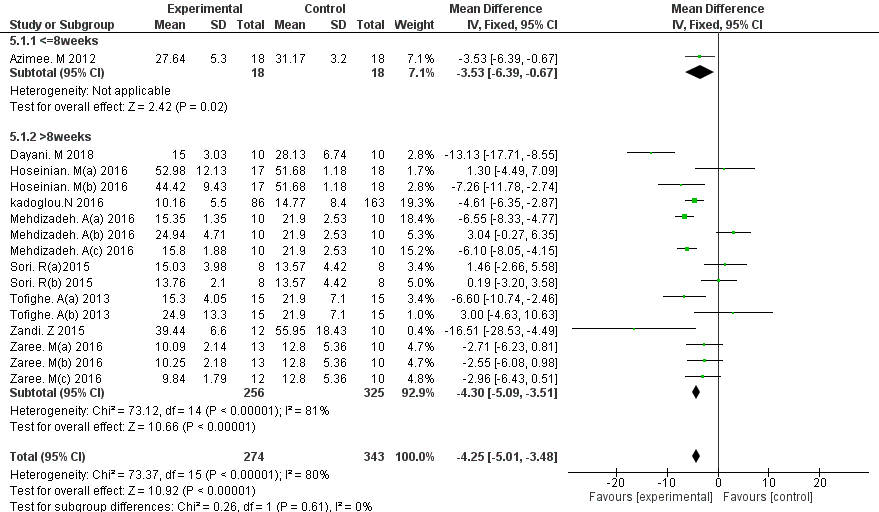 Experimental Control Mean Difference Mean Difference
Study or Subgroup Mean SD Total Mean SD Total Weight IV, Fixed, 95% CI IV, Fixed, 95% CI
5.1.1 <=8weeks
Azimee. M 2012 27.64 5.3 18 31.17 3.2 18 7.1% -3.53 [-6.39, -0.67]
Subtotal (95% CI) 18 18 7.1% -3.53 [-6.39, -0.67]
Heterogeneity: Not applicable
Test for overall effect: Z = 2.42 (P = 0.02)
5.1.2 >8weeks
Dayani. M 2018 15 3.03 10 28.13 6.74 10 2.8% -13.13 [-17.71, -8.55]
Hoseinian. M(a) 2016 52.98 12.13 17 51.68 1.18 18 1.7% 1.30 [-4.49, 7.09]
Hoseinian. M(b) 2016 44.42 9.43 17 51.68 1.18 18 2.8% -7.26 [-11.78, -2.74]
kadoglou.N 2016 10.16 5.5 86 14.77 8.4 163 19.3% -4.61 [-6.35, -2.87]
Mehdizadeh. A(a) 2016 15.35 1.35 10 21.9 2.53 10 18.4% -6.55 [-8.33, -4.77]
Mehdizadeh. A(b) 2016 24.94 4.71 10 21.9 2.53 10 5.3% 3.04 [-0.27, 6.35]
Mehdizadeh. A(c) 2016 15.8 1.88 10 21.9 2.53 10 15.2% -6.10 [-8.05, -4.15]
Sori. R(a)2015 15.03 3.98 8 13.57 4.42 8 3.4% 1.46 [-2.66, 5.58]
Sori. R(b) 2015 13.76 2.1 8 13.57 4.42 8 5.1% 0.19 [-3.20, 3.58]
Tofighe. A(a) 2013 15.3 4.05 15 21.9 7.1 15 3.4% -6.60 [-10.74, -2.46]
Tofighe. A(b) 2013 24.9 13.3 15 21.9 7.1 15 1.0% 3.00 [-4.63, 10.63]
Zandi. Z 2015 39.44 6.6 12 55.95 18.43 10 0.4% -16.51 [-28.53, -4.49]
Zaree. M(a) 2016 10.09 2.14 13 12.8 5.36 10 4.7% -2.71 [-6.23, 0.81]
Zaree. M(b) 2016 10.25 2.18 13 12.8 5.36 10 4.7% -2.55 [-6.08, 0.98]
Zaree. M(c) 2016 9.84 1.79 12 12.8 5.36 10 4.8% -2.96 [-6.43, 0.51]
Subtotal (95% CI) 256 325 92.9% -4.30 [-5.09, -3.51]
Heterogeneity: Chi² = 73.12, df = 14 (P < 0.00001); I² = 81%
Test for overall effect: Z = 10.66 (P < 0.00001)
Total (95% CI) 274 343 100.0% -4.25 [-5.01, -3.48]
Heterogeneity: Chi² = 73.37, df = 15 (P < 0.00001); I² = 80%
Test for overall effect: Z = 10.92 (P < 0.00001)
Test for subgroup differences: Chi² = 0.26, df = 1 (P = 0.61), I² = 0%
-20 -10 0 10 20
Favours [experimental] Favours [control]